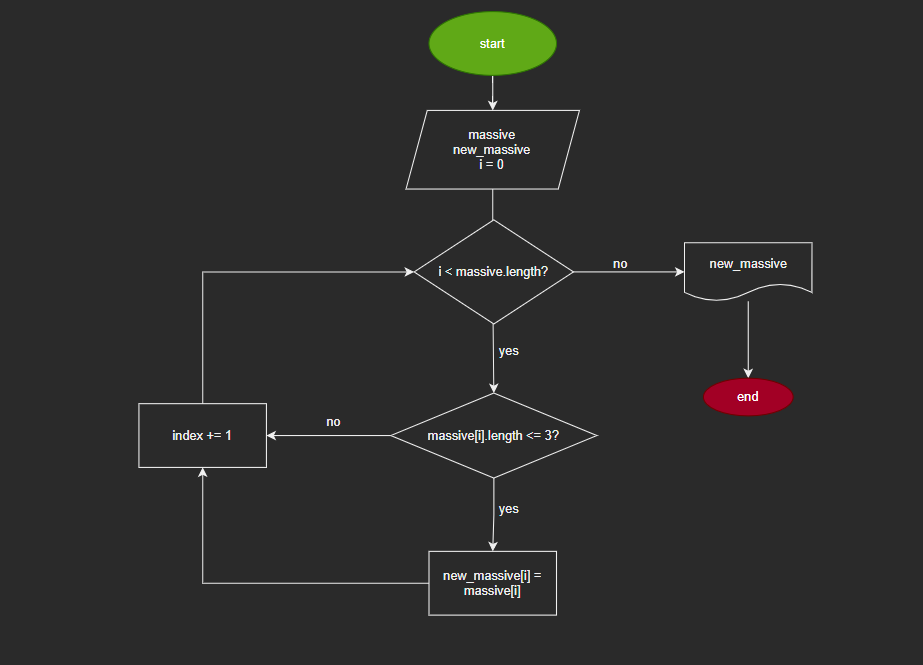 start
massive
new_massive
i = 0
i < massive.length?
no
new_massive
yes
end
massive[i].length <= 3?
no
index += 1
yes
new_massive[i] =
massive[i]